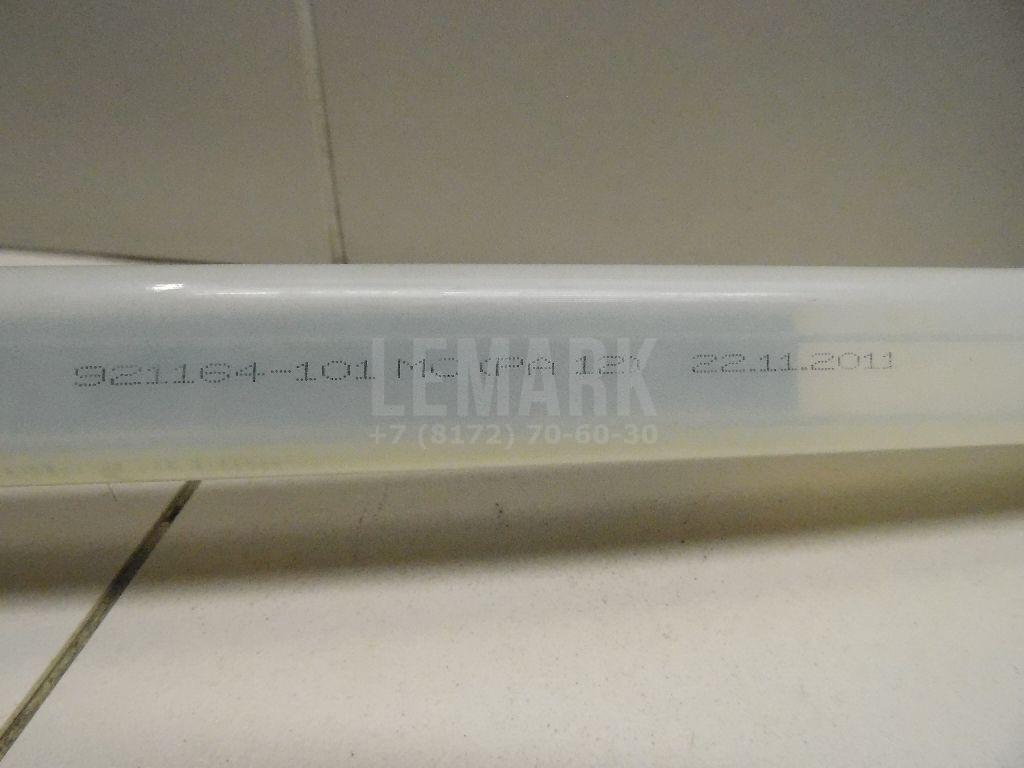 921164-101 MC (PA 12) 22.11.2011
LEMARK
+7 (8172) 70-60-30